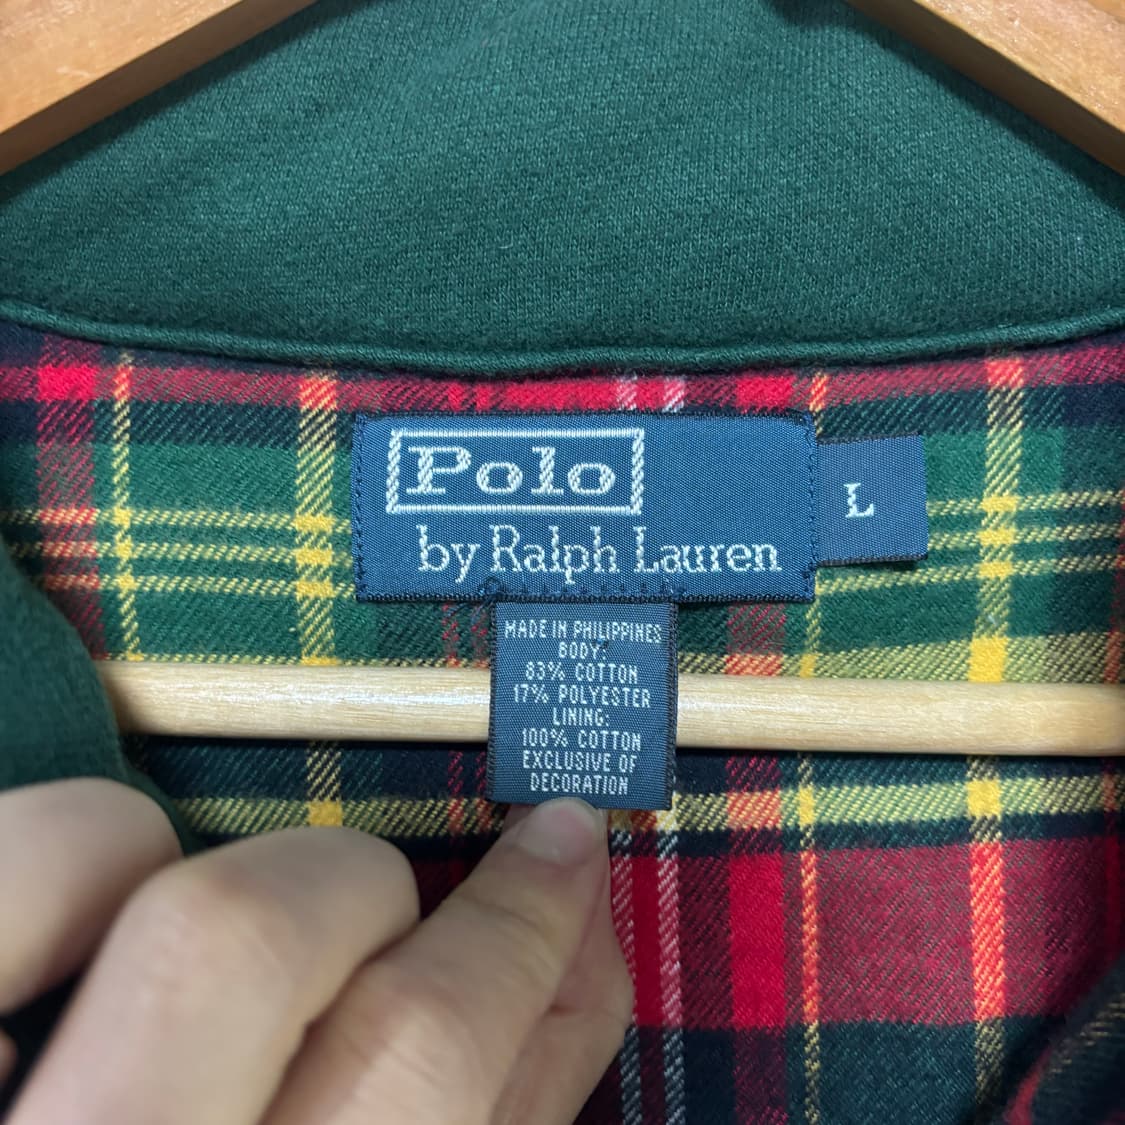 Polo
by Ralph Lauren
L
MADE IN PHILIPPINES
BODY:
83% COTTON
17% POLYESTER
LINING:
100% COTTON
EXCLUSIVE OF
DECORATION